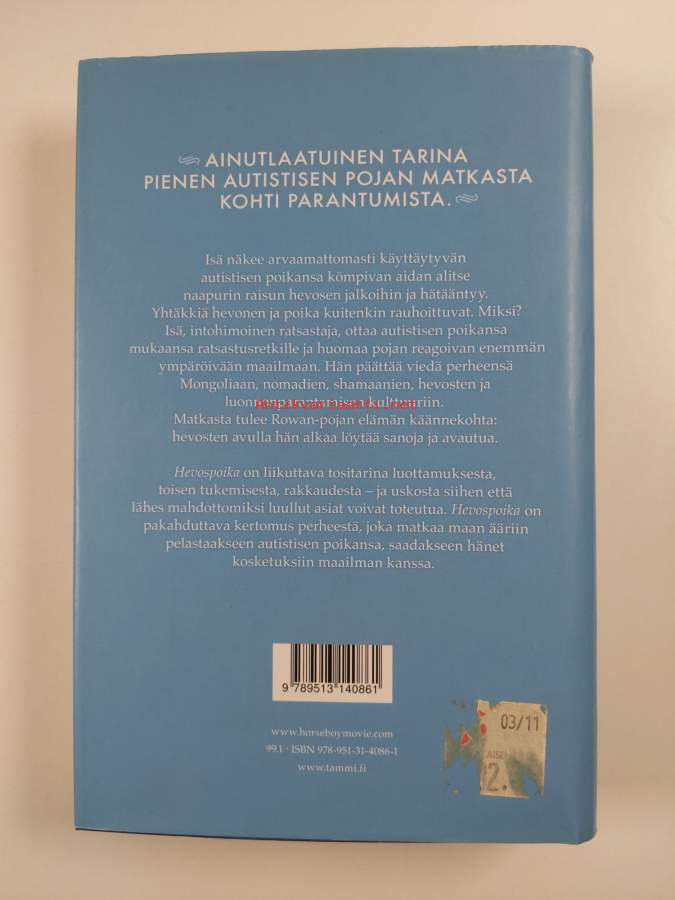 AINUTLAATUINEN TARINA
PIENEN AUTISTISEN POJAN MATKASTA
KOHTI PARANTUMISTA.
Isä näkee arvaamattomasti käyttäytyvän
autistisen poikansa kömpivan aidan alitse
naapurin raisun hevosen jalkoihin ja hätääntyy.
Yhtäkkiä hevonen ja poika kuitenkin rauhoittuvat. Miksi?
Isä, intohimoinen ratsastaja, ottaa autistisen poikansa
mukaansa ratsastusretkille ja huomaa pojan reagoivan enemmän
ympäröivään maailmaan. Hän päättää viedä perheensä
Mongoliaan, nomadien, shamaanien, hevosten ja
luonnonparantamisen kulttuuriin.
Matkasta tulee Rowan-pojan elämän käännekohta:
hevosten avulla hän alkaa löytää sanoja ja avautua.
Hevospoika on liikuttava tositarina luottamuksesta,
toisen tukemisesta, rakkaudesta – ja uskosta siihen että
lähes mahdottomiksi luullut asiat voivat toteutua. Hevospoika on
pakahduttava kertomus perheestä, joka matkaa maan ääriin
pelastaakseen autistisen poikansa, saadakseen hänet
kosketuksiin maailman kanssa.
9 789513 140861
www.horseboymovie.com
99.1 · ISBN 978-951-31-4086-1
www.tammi.fi
03/11
2.